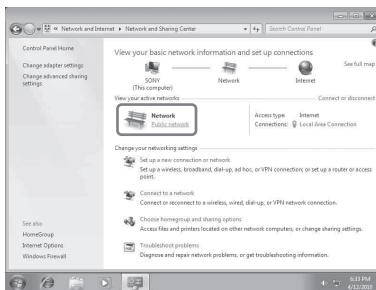 « Network and Internet ▸ Network and Sharing Center
Search Control Panel
Control Panel Home
Change adapter settings
Change advanced sharing
settings
View your basic network information and set up connections
See full map
SONY
(This computer)
Network
Internet
View your active networks
Connect or disconnect
Network
Public network
Access type:
Internet
Connections:
Local Area Connection
Change your networking settings
Set up a new connection or network
Set up a wireless, broadband, dial-up, ad hoc, or VPN connection; or set up a router or access
point.
Connect to a network
Connect or reconnect to a wireless, wired, dial-up, or VPN network connection.
Choose homegroup and sharing options
Access files and printers located on other network computers, or change sharing settings.
Troubleshoot problems
Diagnose and repair network problems, or get troubleshooting information.
See also
HomeGroup
Internet Options
Windows Firewall
6:33 PM
4/12/2010